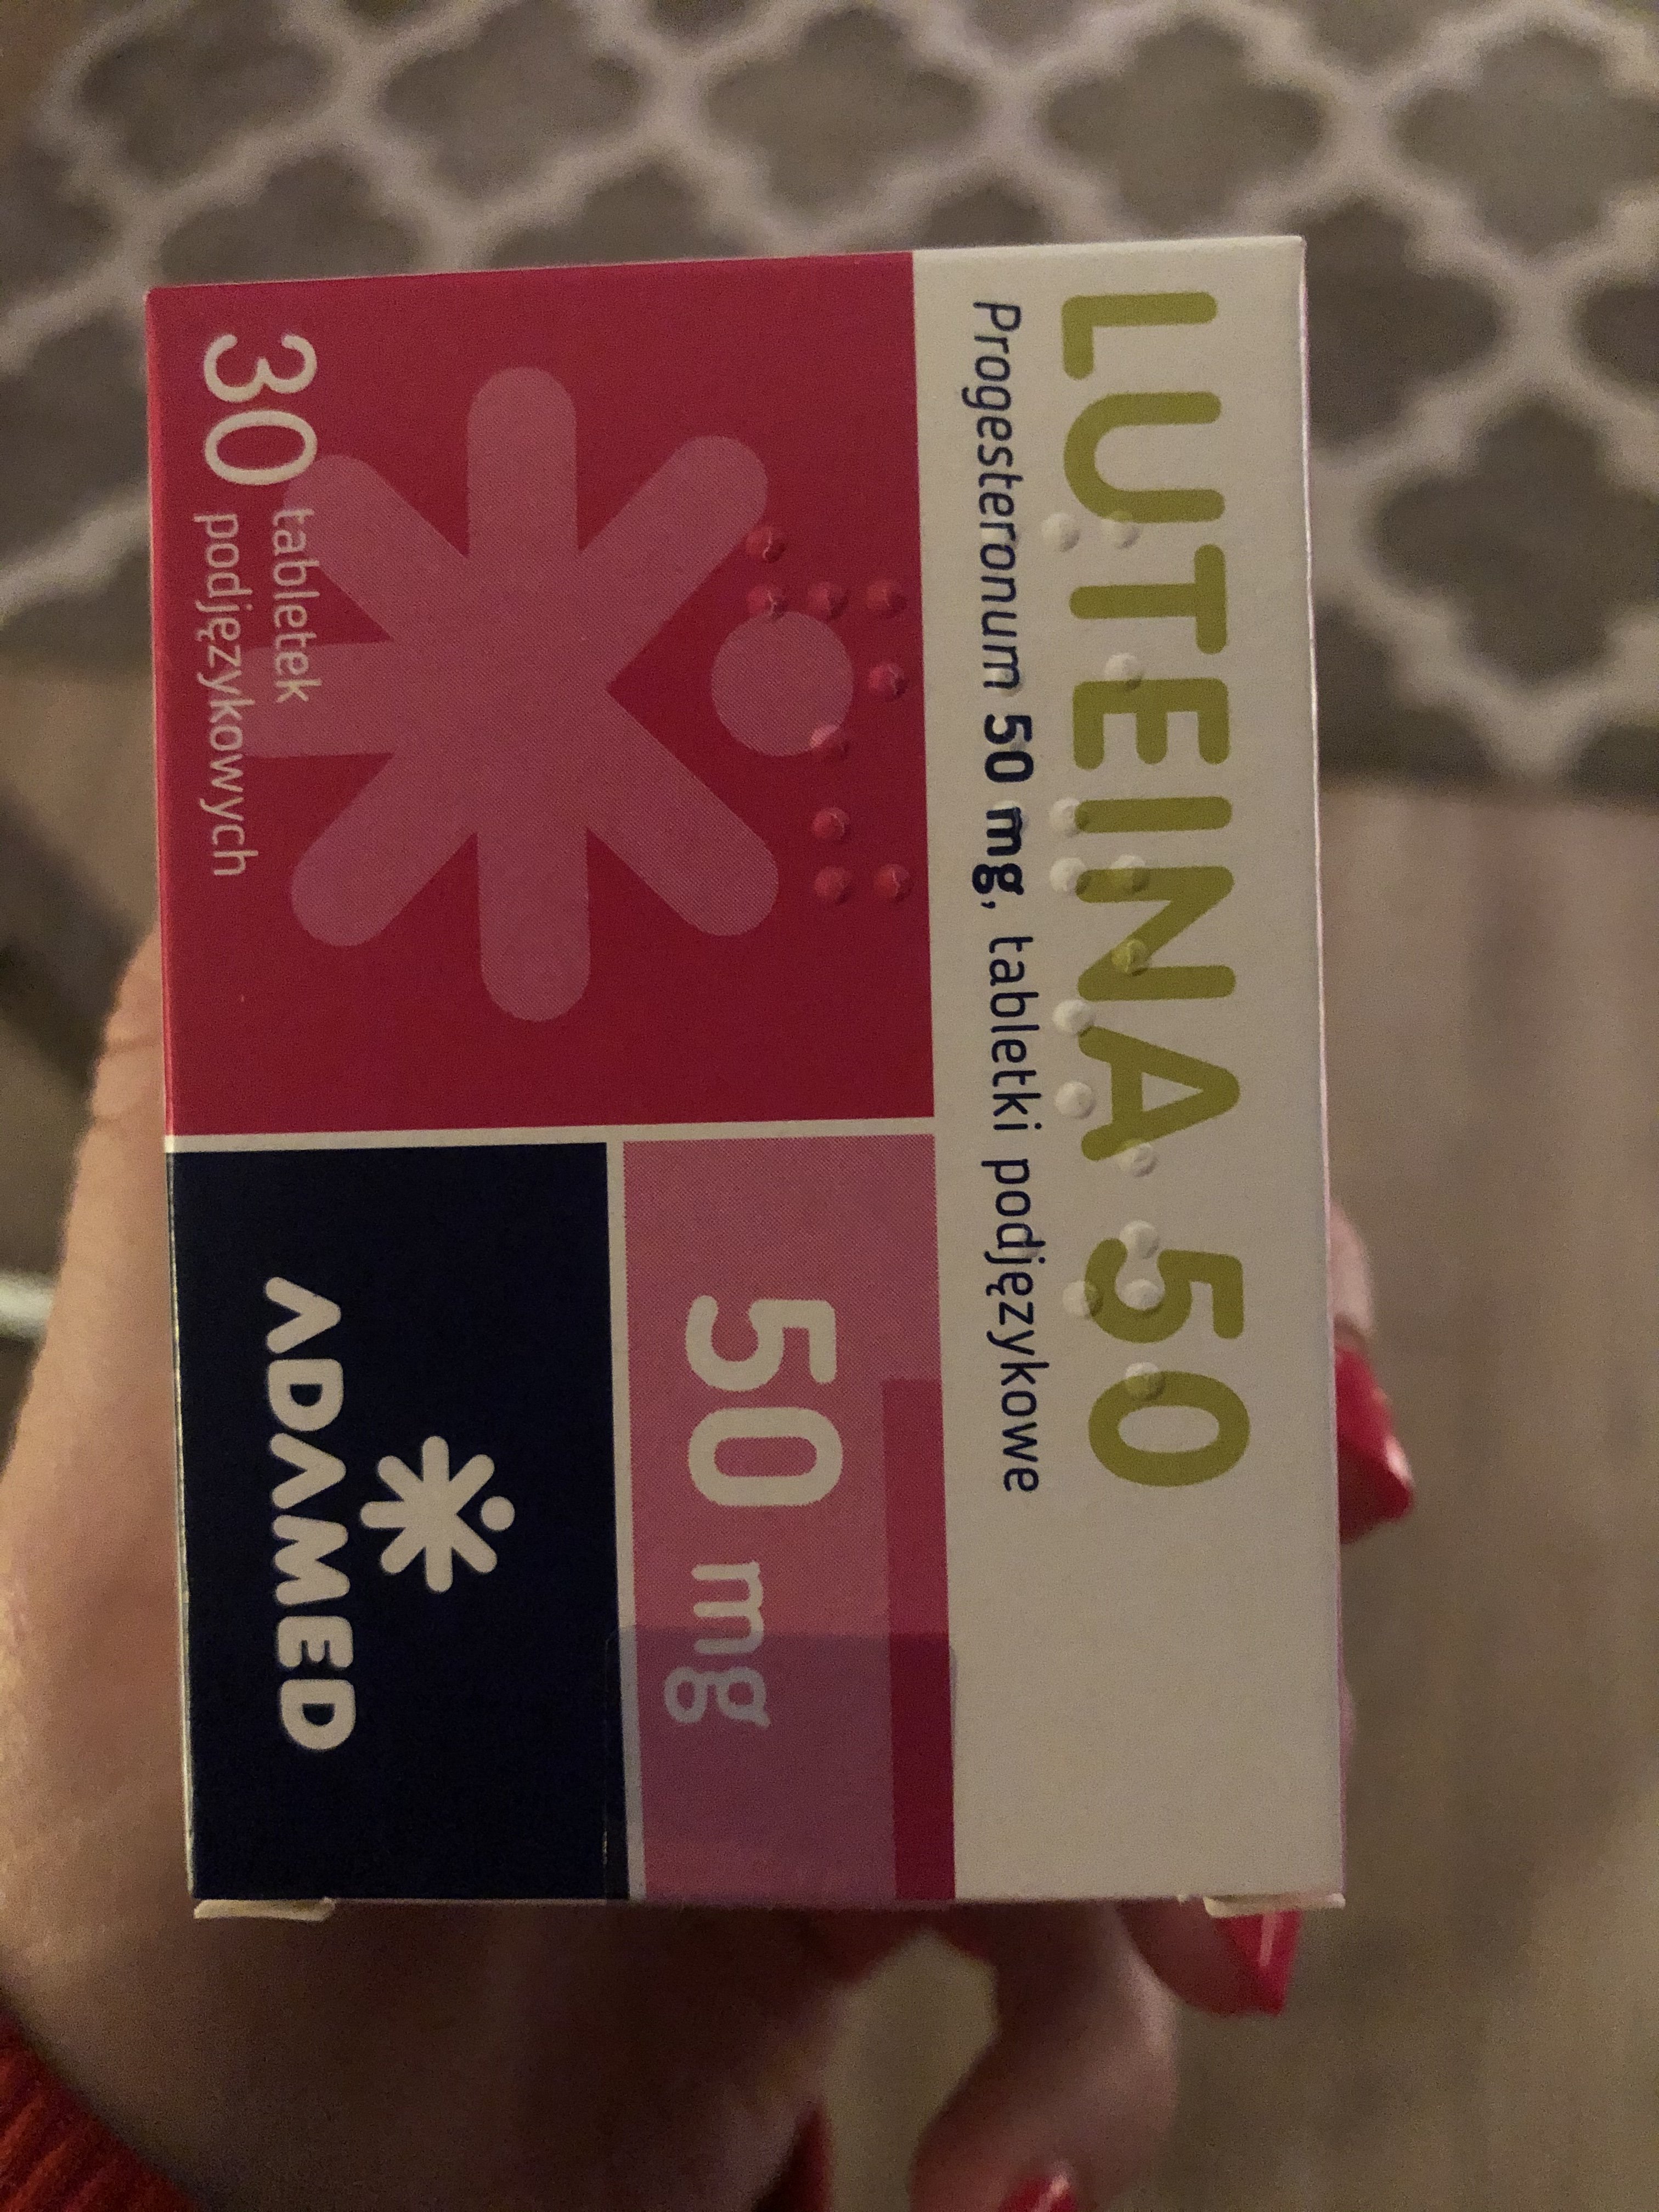 LUTEINA 50
Progesteronum 50 mg, tabletki podjęzykowe
50 mg
30 tabletek
podjęzykowych
ADAMED